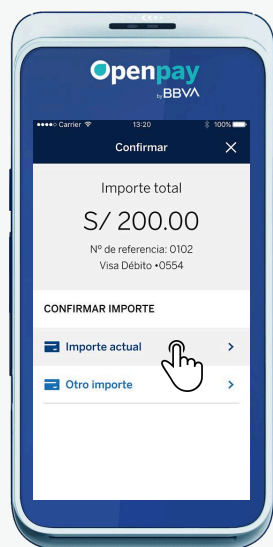 Openpay
by BBVA
Carrier 13:20 100%
Confirmar
Importe total
S/ 200.00
Nº de referencia: 0102
Visa Débito •0554
CONFIRMAR IMPORTE
Importe actual
Otro importe